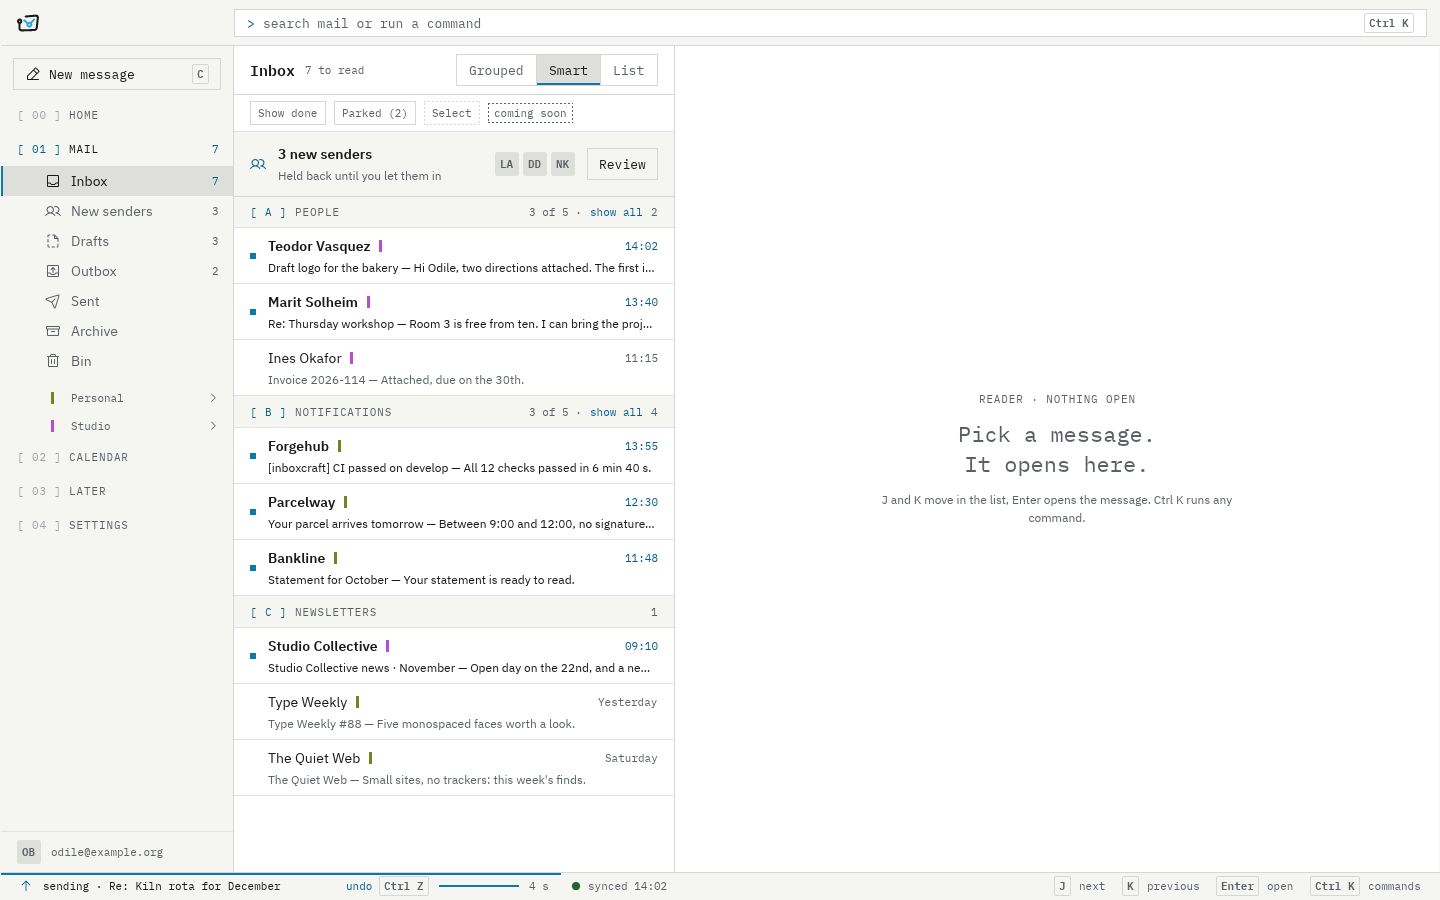 > search mail or run a command
Ctrl K
New message
C
[ 00 ] HOME
[ 01 ] MAIL 7
Inbox 7
New senders 3
Drafts 3
Outbox 2
Sent
Archive
Bin
Personal
Studio
[ 02 ] CALENDAR
[ 03 ] LATER
[ 04 ] SETTINGS
OB odile@example.org
Inbox 7 to read
Grouped Smart List
Show done Parked (2) Select coming soon
3 new senders
Held back until you let them in
LA DD NK Review
[ A ] PEOPLE 3 of 5 · show all 2
Teodor Vasquez 14:02
Draft logo for the bakery — Hi Odile, two directions attached. The first i…
Marit Solheim 13:40
Re: Thursday workshop — Room 3 is free from ten. I can bring the proj…
Ines Okafor 11:15
Invoice 2026-114 — Attached, due on the 30th.
[ B ] NOTIFICATIONS 3 of 5 · show all 4
Forgehub 13:55
[inboxcraft] CI passed on develop — All 12 checks passed in 6 min 40 s.
Parcelway 12:30
Your parcel arrives tomorrow — Between 9:00 and 12:00, no signature…
Bankline 11:48
Statement for October — Your statement is ready to read.
[ C ] NEWSLETTERS 1
Studio Collective 09:10
Studio Collective news · November — Open day on the 22nd, and a ne…
Type Weekly Yesterday
Type Weekly #88 — Five monospaced faces worth a look.
The Quiet Web Saturday
The Quiet Web — Small sites, no trackers: this week's finds.
READER · NOTHING OPEN
Pick a message.
It opens here.
J and K move in the list, Enter opens the message. Ctrl K runs any
command.
sending · Re: Kiln rota for December undo Ctrl Z 4 s synced 14:02
J next K previous Enter open Ctrl K commands